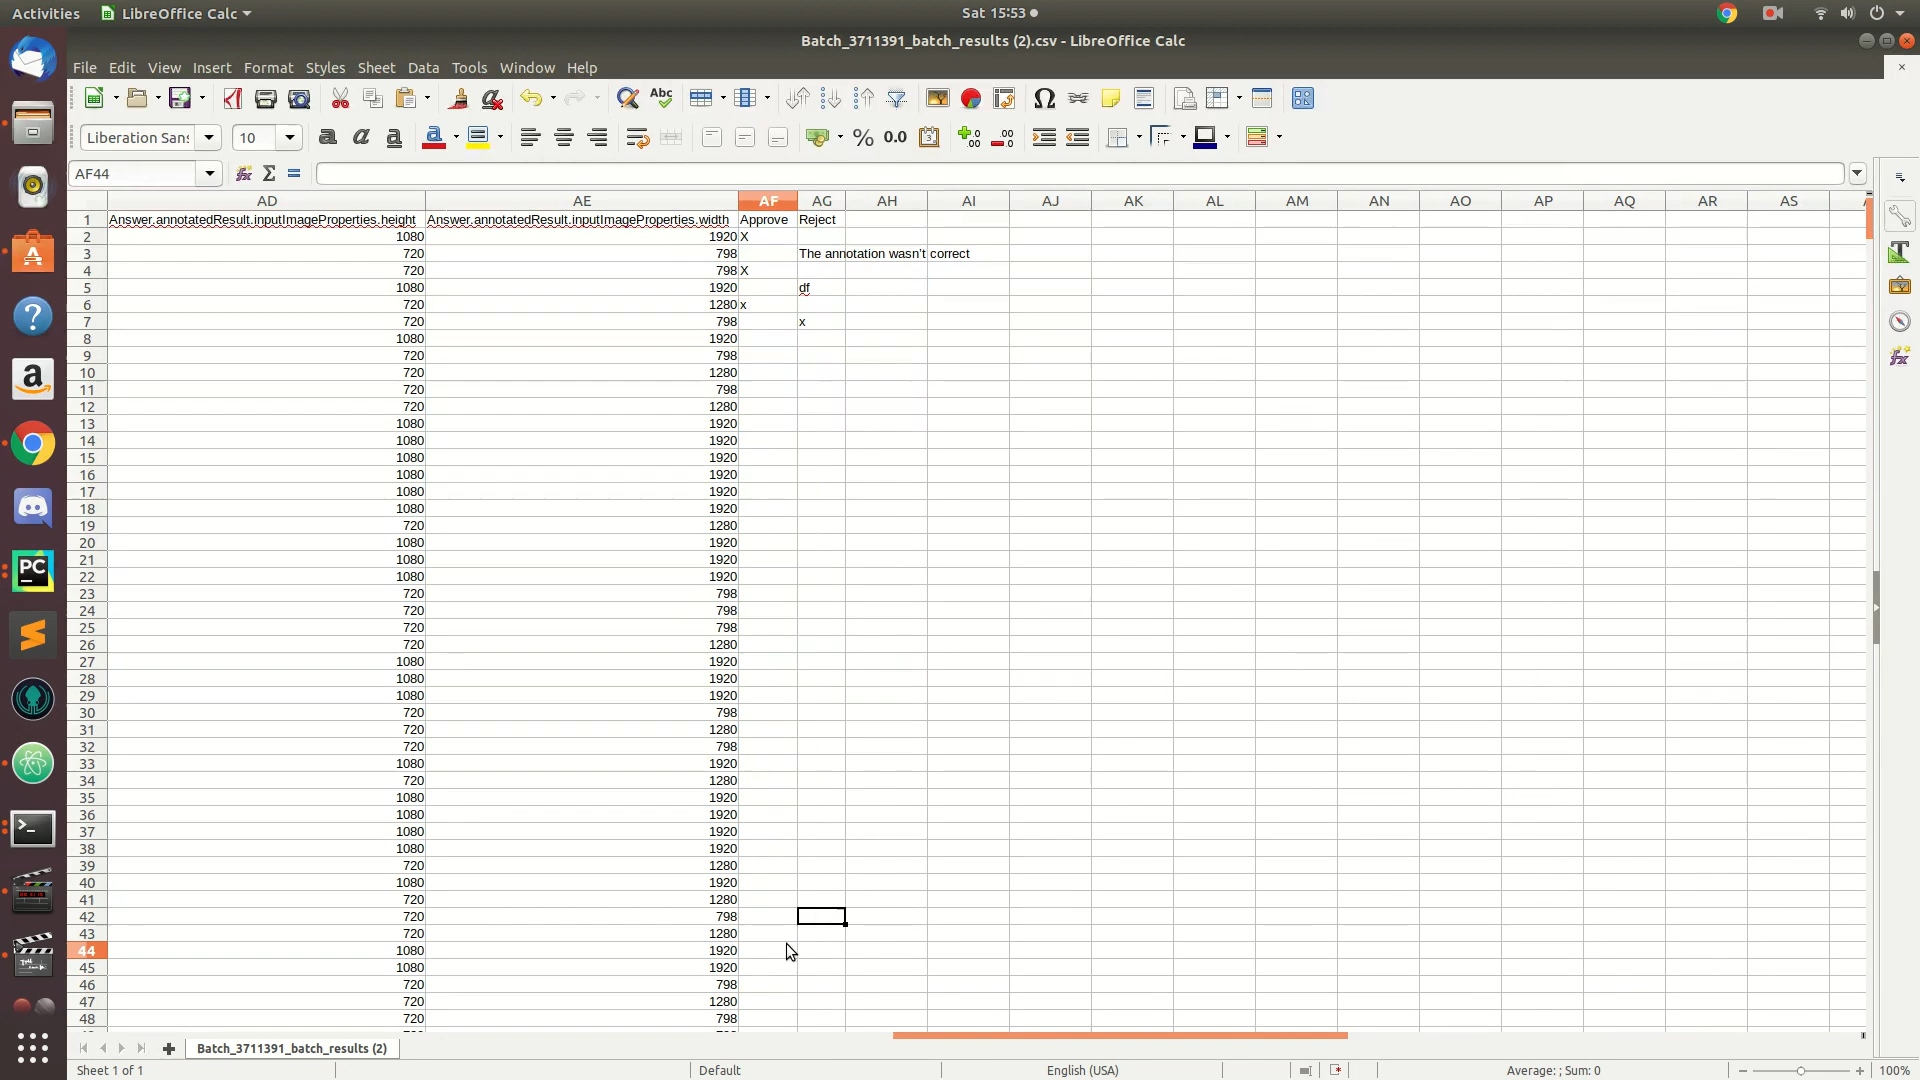 Activities LibreOffice Calc Sat 15:53
Batch_3711391_batch_results (2).csv - LibreOffice Calc
File Edit View Insert Format Styles Sheet Data Tools Window Help
Liberation Sans 10
AF44
AD AE AF AG AH AI AJ AK AL AM AN AO AP AQ AR AS
1 Answer.annotatedResult.inputImageProperties.height Answer.annotatedResult.inputImageProperties.width Approve Reject
2 1080 1920 X
3 720 798 The annotation wasn't correct
4 720 798 X
5 1080 1920 df
6 720 1280 x
7 720 798 x
8 1080 1920
9 720 798
10 720 1280
11 720 798
12 720 1280
13 1080 1920
14 1080 1920
15 1080 1920
16 1080 1920
17 1080 1920
18 1080 1920
19 720 1280
20 1080 1920
21 1080 1920
22 1080 1920
23 720 798
24 720 798
25 720 798
26 720 1280
27 1080 1920
28 1080 1920
29 1080 1920
30 720 798
31 720 1280
32 720 798
33 1080 1920
34 720 1280
35 1080 1920
36 1080 1920
37 1080 1920
38 1080 1920
39 720 1280
40 1080 1920
41 720 1280
42 720 798
43 720 1280
44 1080 1920
45 1080 1920
46 720 798
47 720 1280
48 720 798
Batch_3711391_batch_results (2)
Sheet 1 of 1 Default English (USA) Average: ; Sum: 0 100%